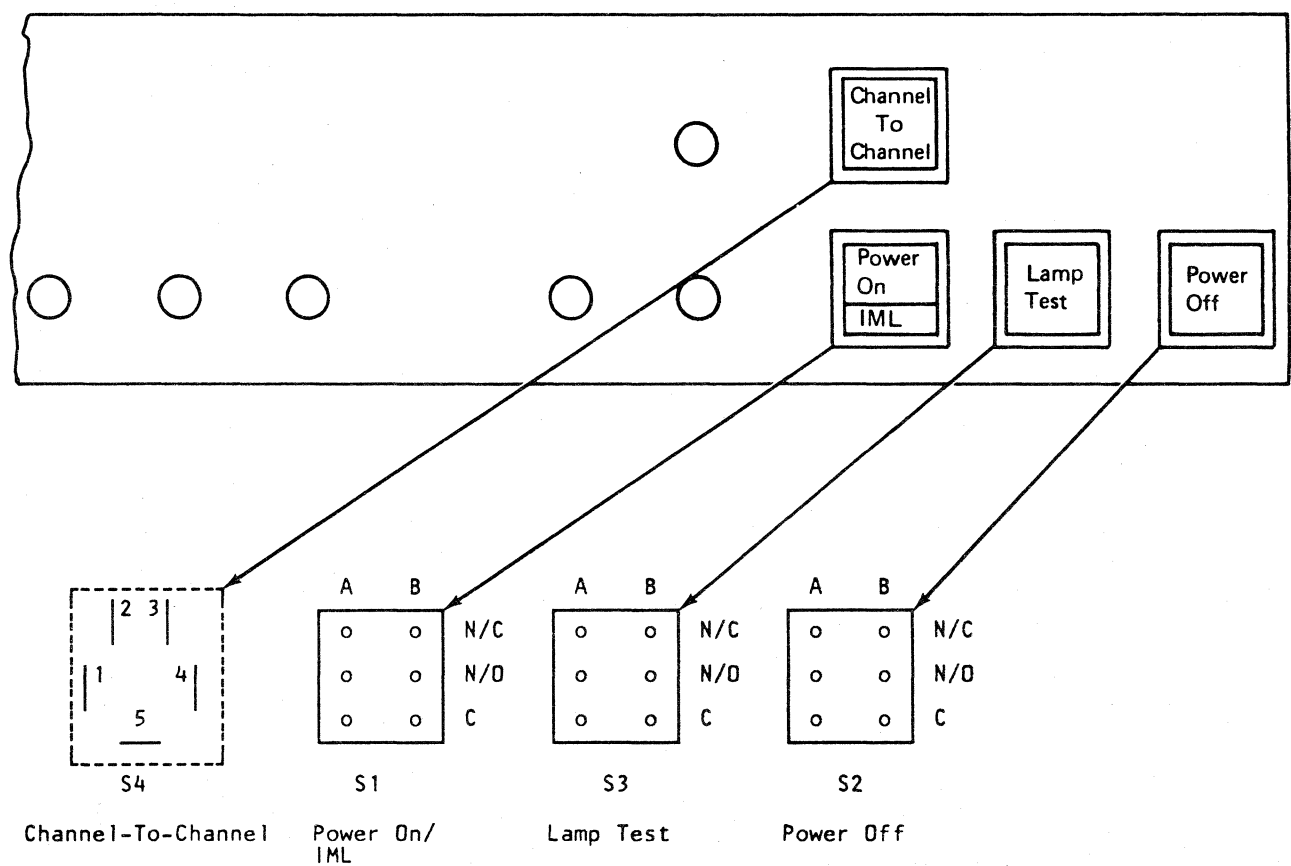 Channel
To
Channel
Power
On
IML
Lamp
Test
Power
Off
A B A B A B
2 3 N/C N/C N/C
1 4 N/O N/O N/O
5 C C C
S4 S1 S3 S2
Channel-To-Channel Power On/ Lamp Test Power Off
IML